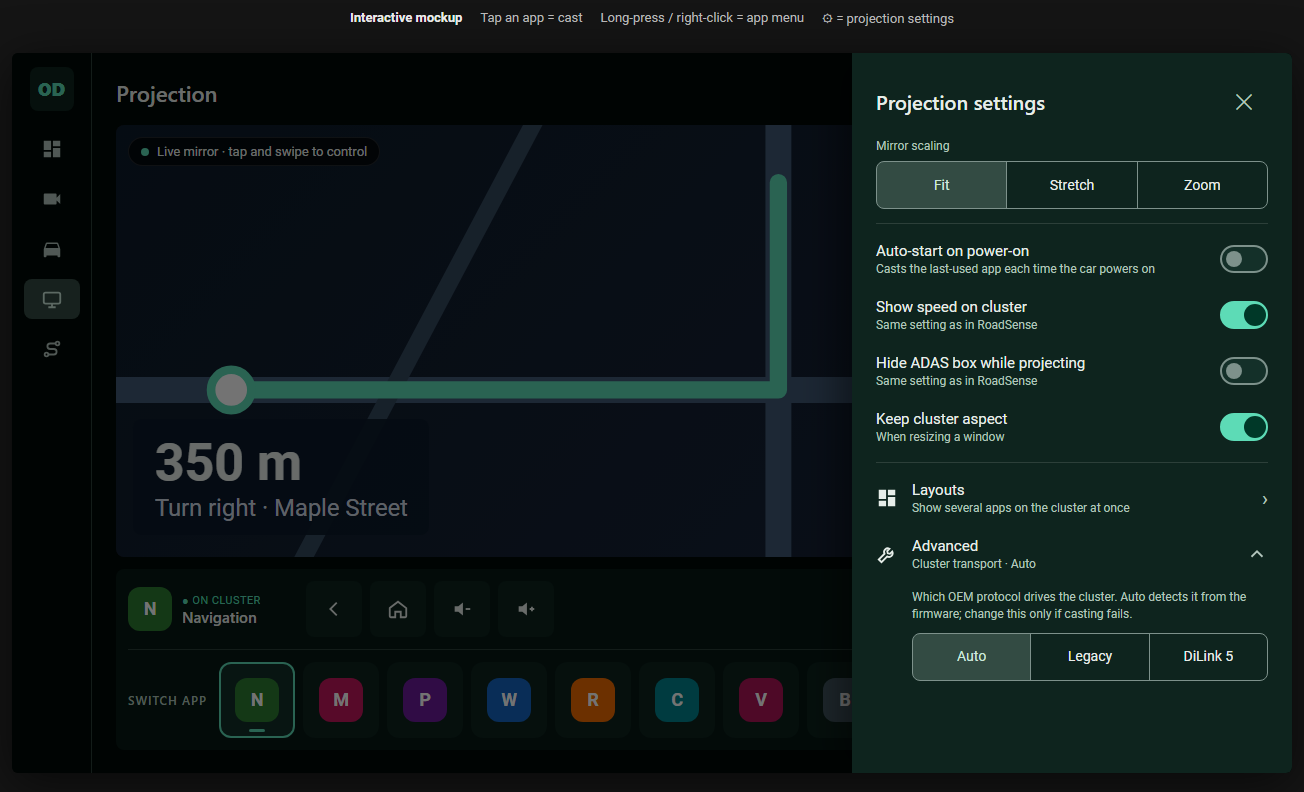 Interactive mockup Tap an app = cast Long-press / right-click = app menu ⚙ = projection settings
OD
Projection
Live mirror · tap and swipe to control
350 m
Turn right · Maple Street
N
● ON CLUSTER
Navigation
SWITCH APP
N
M
P
W
R
C
V
B
Projection settings
Mirror scaling
Fit
Stretch
Zoom
Auto-start on power-on
Casts the last-used app each time the car powers on
Show speed on cluster
Same setting as in RoadSense
Hide ADAS box while projecting
Same setting as in RoadSense
Keep cluster aspect
When resizing a window
Layouts
Show several apps on the cluster at once
Advanced
Cluster transport · Auto
Which OEM protocol drives the cluster. Auto detects it from the
firmware; change this only if casting fails.
Auto
Legacy
DiLink 5